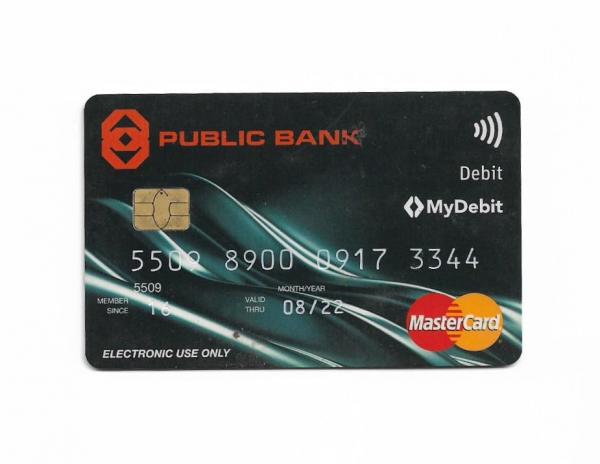 PUBLIC BANK
Debit
MyDebit
5509 8900 0917 3344
5509
MONTH/YEAR
MEMBER SINCE 16 VALID THRU 08/22
MasterCard
ELECTRONIC USE ONLY